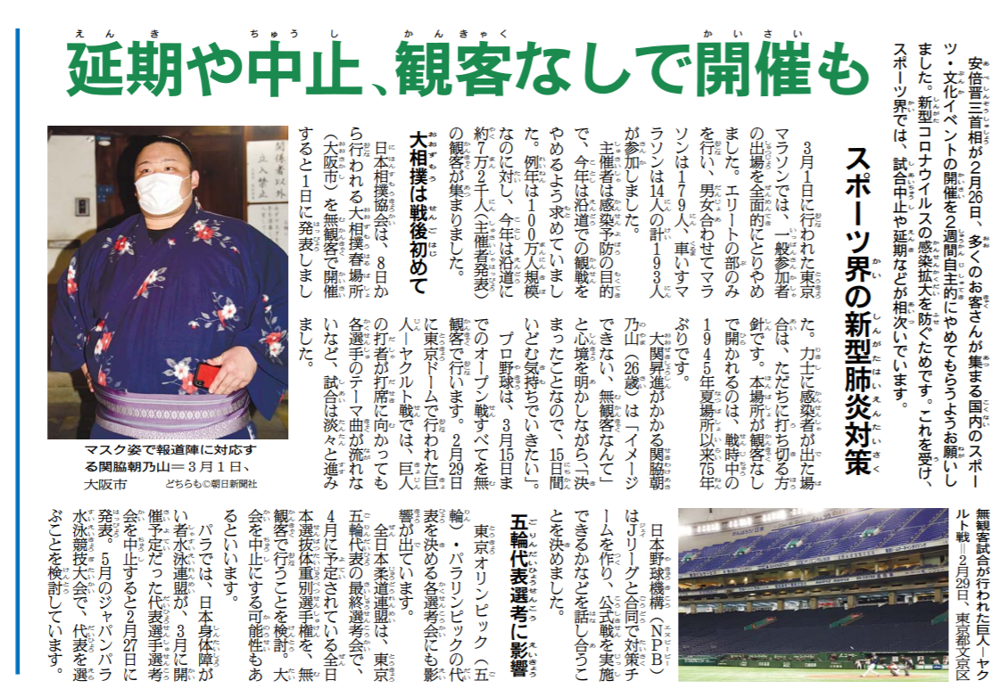 延期や中止、観客なしで開催も
安倍晋三首相が2月26日、多くのお客さんが集まる国内のスポー
ツ・文化イベントの開催を2週間自主的にやめてもらうようお願いし
ました。新型コロナウイルスの感染拡大を防ぐためです。これを受け、
スポーツ界では、試合中止や延期などが相次いでいます。
スポーツ界の新型肺炎対策
3月1日に行われた東京
マラソンでは、一般参加者
の出場を全面的にとりやめ
ました。エリートの部のみ
を行い、男女合わせてマラ
ソンは179人、車いすマ
ラソンは14人の計193人
が参加しました。
主催者は感染予防の目的
で、今年は沿道での観戦を
やめるよう求めていまし
た。例年は100万人規模
なのに対し、今年は沿道に
約7万2千人(主催者発表)
の観客が集まりました。
大相撲は戦後初めて
日本相撲協会は、8日か
ら行われる大相撲春場所
(大阪市)を無観客で開催
すると1日に発表しまし
た。力士に感染者が出た場
合は、ただちに打ち切る方
針です。本場所が観客なし
で開かれるのは、戦時中の
1945年夏場所以来75年
ぶりです。
大関昇進がかかる関脇朝
乃山(26歳)は「イメージ
できない、無観客なんて」
と心境を明かしながら、「決
まったことなので、15日間
いどむ気持ちでいきたい」。
プロ野球は、3月15日ま
でのオープン戦すべてを無
観客で行います。2月29日
に東京ドームで行われた巨
人―ヤクルト戦では、巨人
の打者が打席に向かっても
各選手のテーマ曲が流れな
いなど、試合は淡々と進み
ました。
日本野球機構(NPB)
はJリーグと合同で対策チ
ームを作り、公式戦を実施
できるかなどを話し合うこ
とを決めました。
五輪代表選考に影響
東京オリンピック(五
輪)・パラリンピックの代
表を決める各選考会にも影
響が出ています。
全日本柔道連盟は、東京
五輪代表の最終選考会で、
4月に予定されている全日
本選抜体重別選手権を、無
観客で行うことを検討。大
会を中止にする可能性もあ
るといいます。
パラでは、日本身体障が
い者水泳連盟が、3月に開
催予定だった代表選手選考
会を中止すると2月27日に
発表。5月のジャパンパラ
水泳競技大会で、代表を選
ぶことを検討しています。
関係者以外
立入禁止
マスク姿で報道陣に対応す
る関脇朝乃山=3月1日、
大阪市 どちらも©朝日新聞社
無観客試合が行われた巨人―ヤク
ルト戦=2月29日、東京都文京区